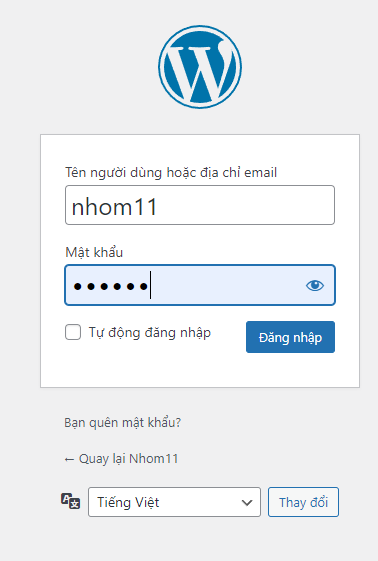 Tên người dùng hoặc địa chỉ email
nhom11
Mật khẩu
••••••
Tự động đăng nhập
Đăng nhập
Bạn quên mật khẩu?
← Quay lại Nhom11
Tiếng Việt
Thay đổi